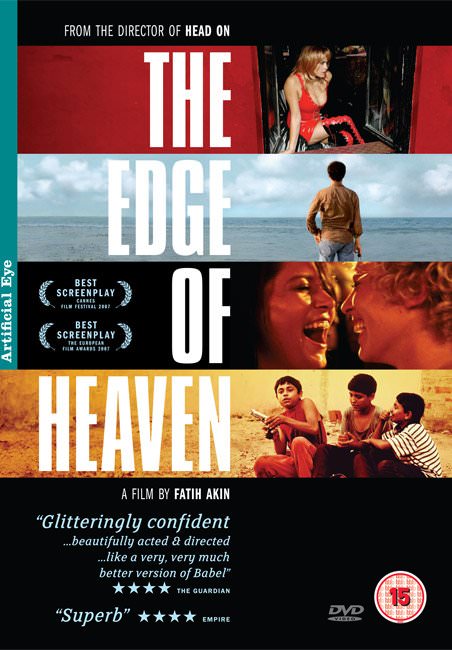 FROM THE DIRECTOR OF HEAD ON
THE
EDGE
OF
HEAVEN
Artificial Eye
BEST
SCREENPLAY
CANNES
FILM FESTIVAL 2007
BEST
SCREENPLAY
THE EUROPEAN
FILM AWARDS 2007
A FILM BY FATIH AKIN
“Glitteringly confident
...beautifully acted & directed
...like a very, very much
better version of Babel”
★★★★ THE GUARDIAN
“Superb” ★★★★ EMPIRE
DVD
VIDEO
15